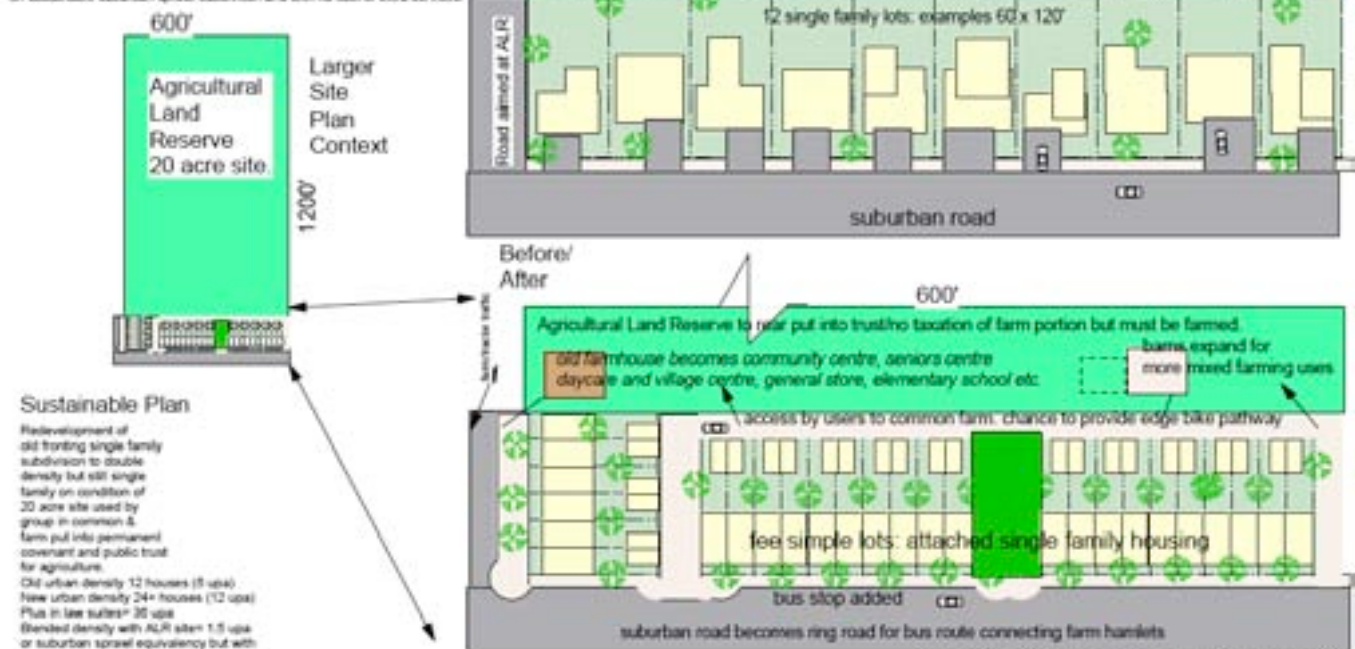 600'
Agricultural
Land
Reserve
20 acre site.
Larger
Site
Plan
Context
1200'
12 single family lots: examples 60 x 120'
Road aimed at ALR
suburban road
Before/
After
600'
Agricultural Land Reserve to rear put into trust/no taxation of farm portion but must be farmed.
old farmhouse becomes community centre, seniors centre
daycare and village centre, general store, elementary school etc.
barns expand for
more mixed farming uses
access by users to common farm. chance to provide edge bike pathway
fee simple lots: attached single family housing
bus stop added
suburban road becomes ring road for bus route connecting farm hamlets
Sustainable Plan
Redevelopment of
old fronting single family
subdivision to double
density but still single
family on condition of
20 acre site used by
group in common &
farm put into permanent
covenant and public trust
for agriculture.
Old urban density 12 houses (5 upa)
New urban density 24+ houses (12 upa)
Plus in law suites= 36 upa
Blended density with ALR site= 1.5 upa
or suburban sprawl equivalency but with